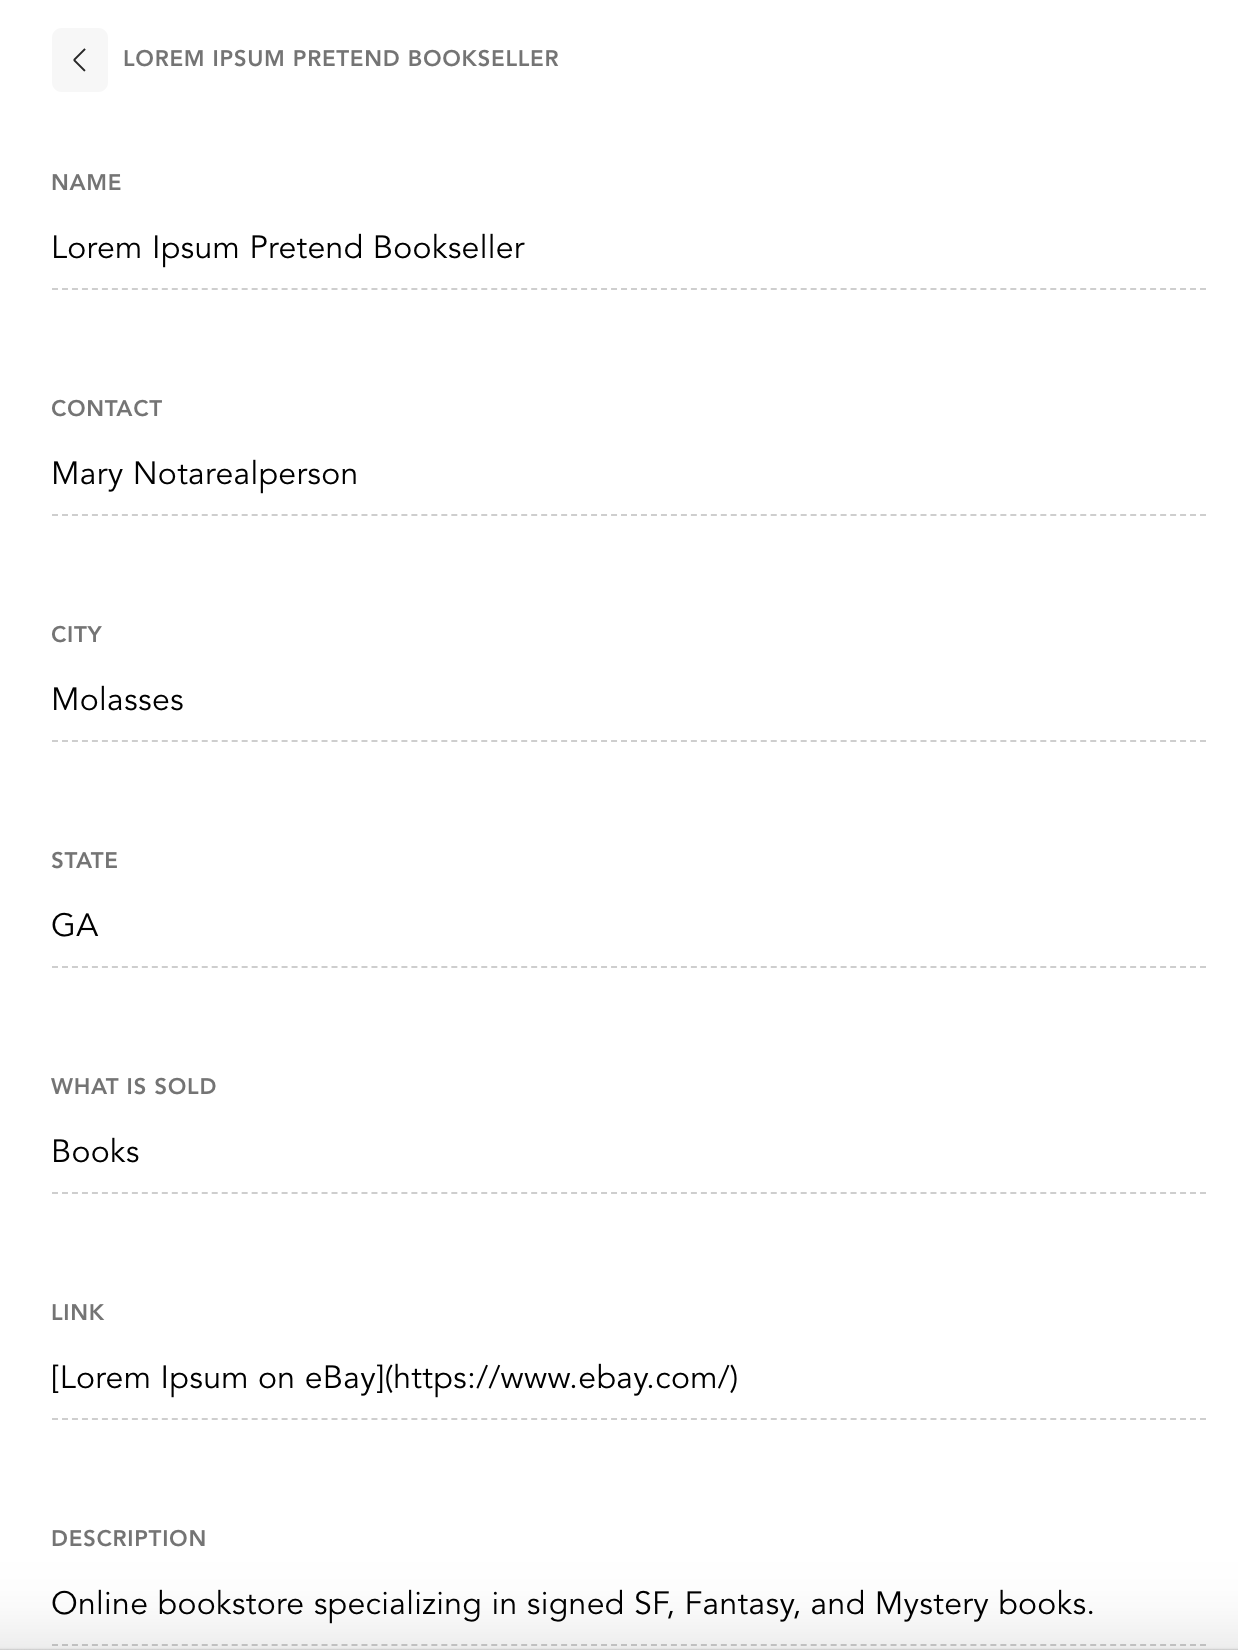 LOREM IPSUM PRETEND BOOKSELLER
NAME
Lorem Ipsum Pretend Bookseller
CONTACT
Mary Notarealperson
CITY
Molasses
STATE
GA
WHAT IS SOLD
Books
LINK
[Lorem Ipsum on eBay](https://www.ebay.com/)
DESCRIPTION
Online bookstore specializing in signed SF, Fantasy, and Mystery books.